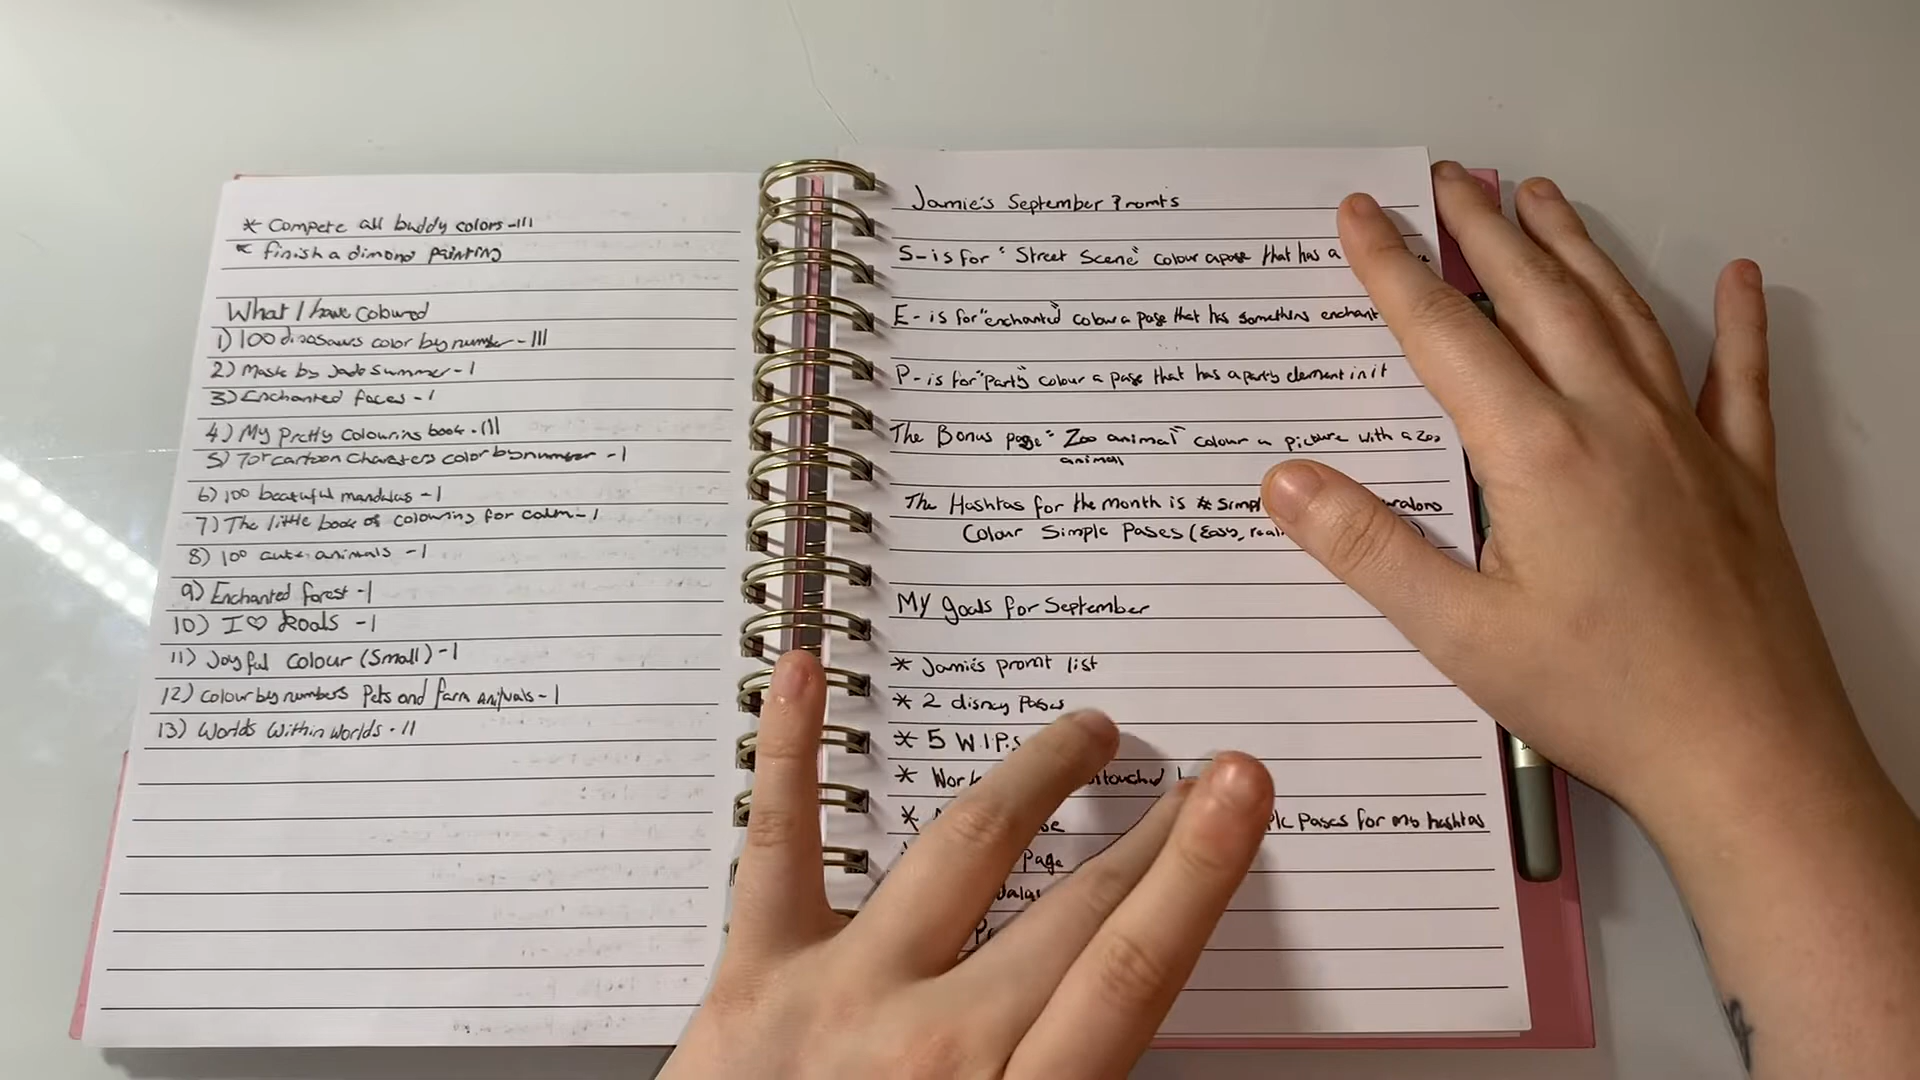 * Compete all buddy colors - III
* finish a dimond painting
What I have coloured
1) 100 dinosaurs color by number - III
2) Mask by Jade Summer - I
3) Enchanted faces - I
4) My Pretty Colouring book - III
5) cartoon Characters color by number - I
6) 100 beatuful mandalas - I
7) The little book of colouring for calm - I
8) 100 cute animals - I
9) Enchanted forest - I
10) I ♡ - I
11) Joyful Colour (Small) - I
12) Colour by numbers Pets and farm animals - I
13) Worlds Within Worlds - II
Jamie's September Promts
S - is for "Street Scene" colour a page that has a
E - is for "enchanted" colour a page that has something enchant
P - is for "party" colour a page that has a party element in it
The Bonus page "Zoo animal" colour a picture with a Zoo
animal
The Hashtag for the month is # Simpl
Colour Simple Pages (Easy,
My goals for September
* Jamie's promt list
* 2 disney Pages
* 5 W.I.P.s
*
* Pages for my hashtag
page